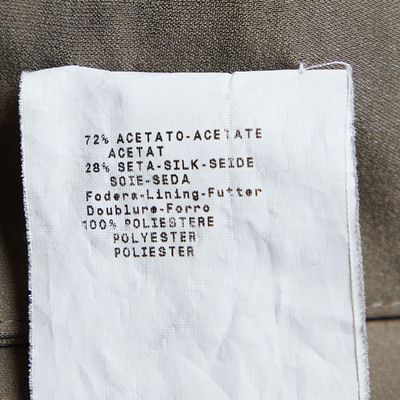 72% ACETATO-ACETATE
ACETAT
28% SETA-SILK-SEIDE
SOIE-SEDA
Fodera-Lining-Futter
Doublure-Forro
100% POLIESTERE
POLYESTER
POLIESTER